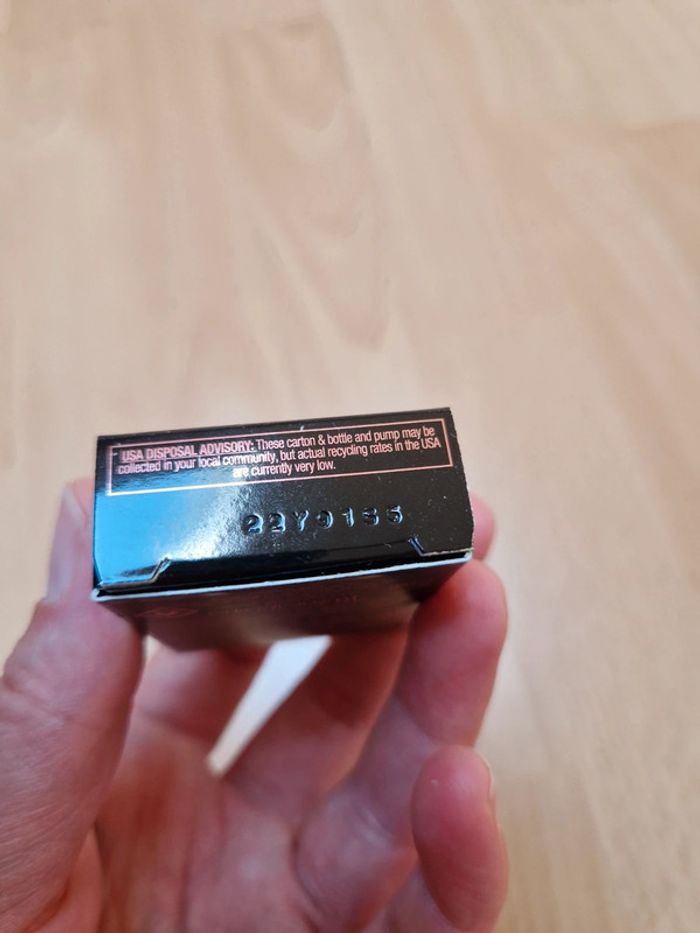 USA DISPOSAL ADVISORY: These carton & bottle and pump may be
collected in your local community, but actual recycling rates in the USA
are currently very low.
22Y0135